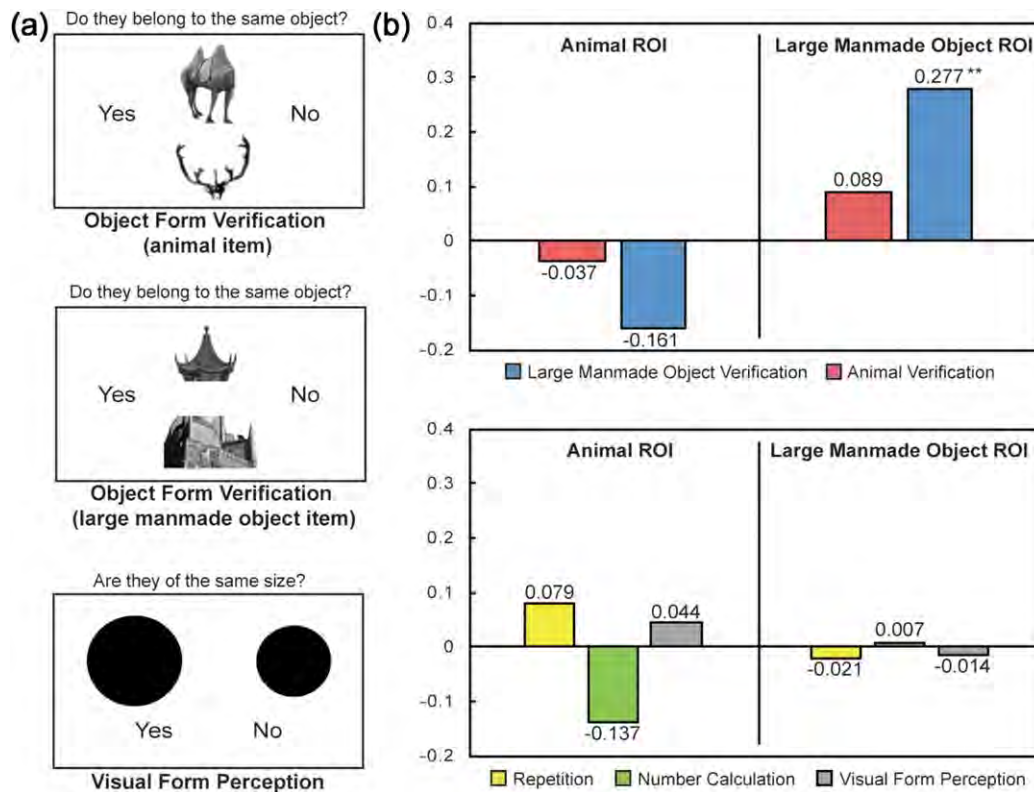 (a)
Do they belong to the same object?
Yes
No
Object Form Verification
(animal item)
Do they belong to the same object?
Yes
No
Object Form Verification
(large manmade object item)
Are they of the same size?
Yes
No
Visual Form Perception
(b)
0.4
0.3
0.2
0.1
0
-0.1
-0.2
Animal ROI
Large Manmade Object ROI
-0.037
-0.161
0.089
0.277**
Large Manmade Object Verification
Animal Verification
0.4
0.3
0.2
0.1
0
-0.1
-0.2
Animal ROI
Large Manmade Object ROI
0.079
-0.137
0.044
-0.021
0.007
-0.014
Repetition
Number Calculation
Visual Form Perception